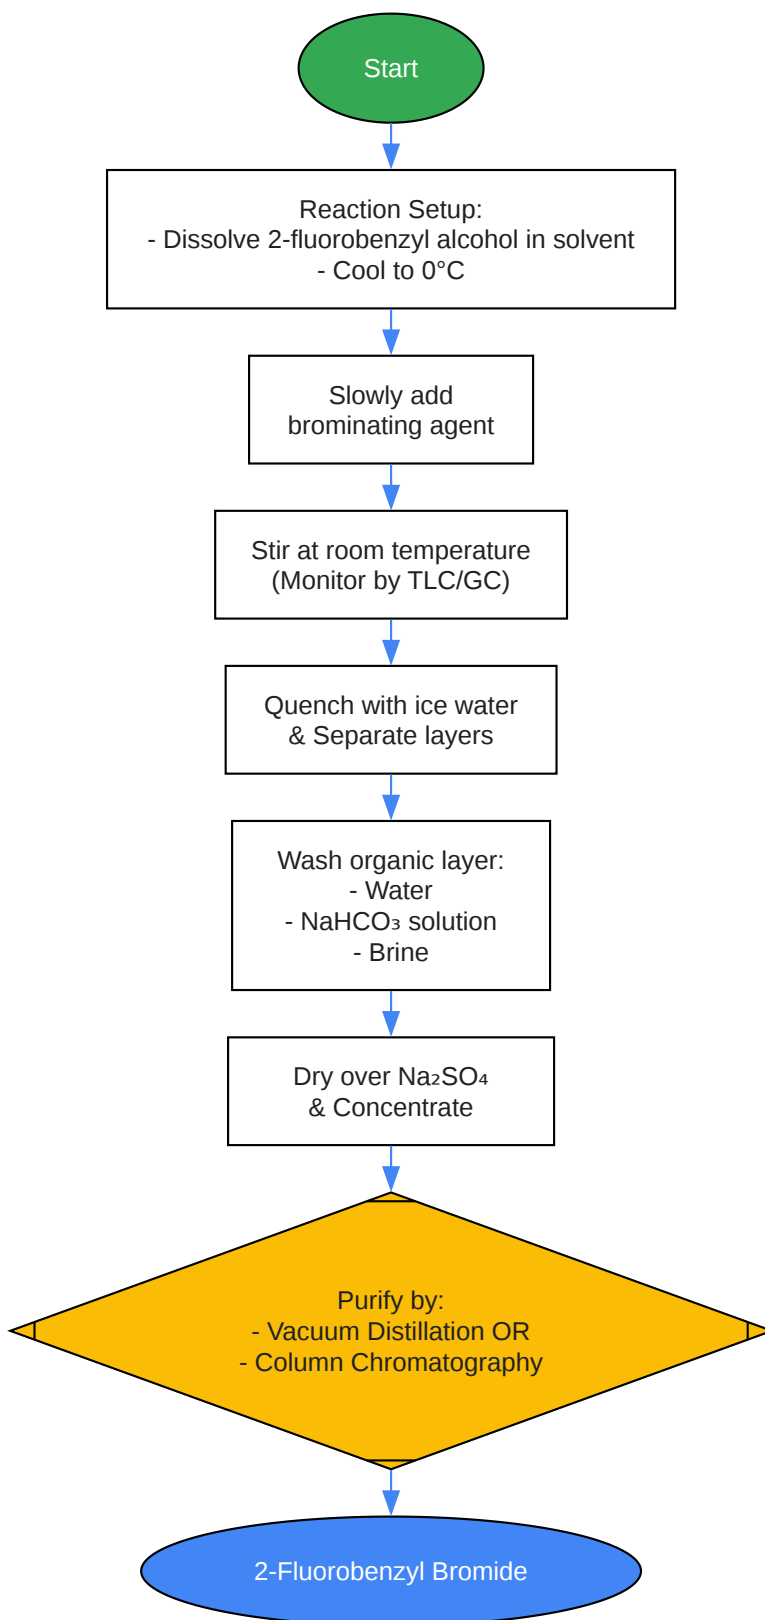 Start
Reaction Setup:
- Dissolve 2-fluorobenzyl alcohol in solvent
- Cool to 0°C
Slowly add
brominating agent
Stir at room temperature
(Monitor by TLC/GC)
Quench with ice water
& Separate layers
Wash organic layer:
- Water
- NaHCO₃ solution
- Brine
Dry over Na₂SO₄
& Concentrate
Purify by:
- Vacuum Distillation OR
- Column Chromatography
2-Fluorobenzyl Bromide